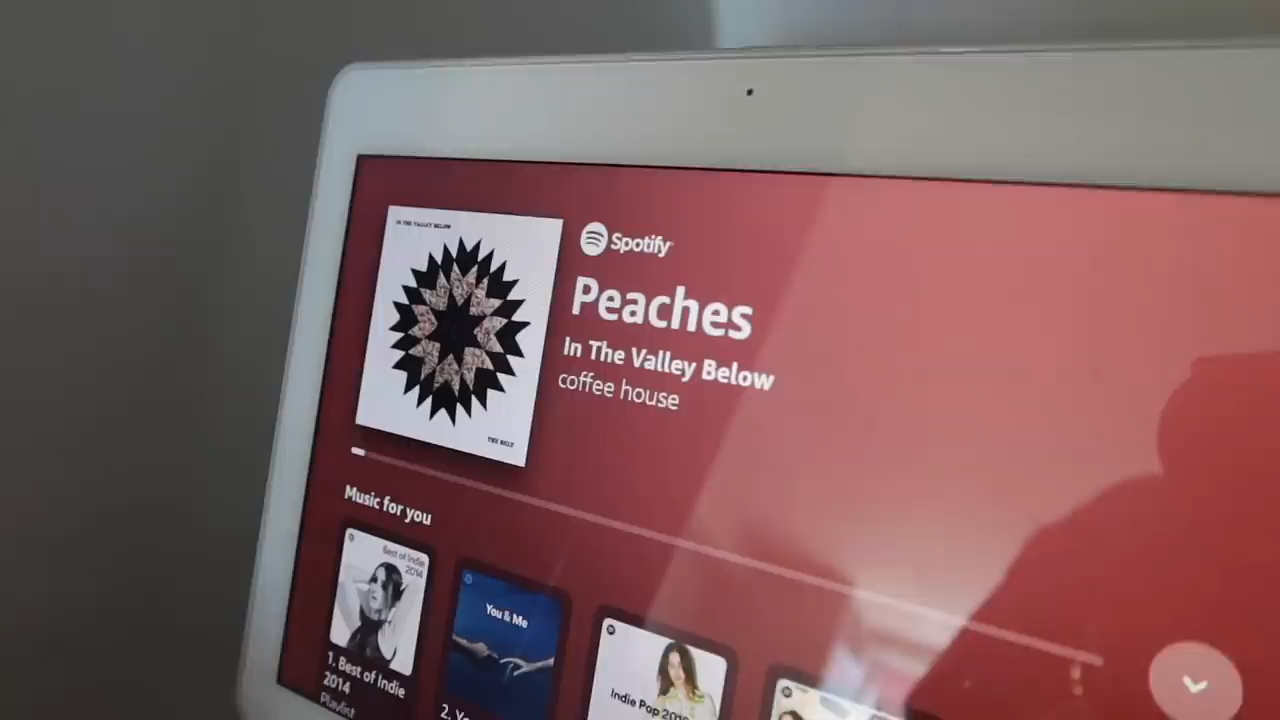 IN THE VALLEY BELOW
THE BELT
Spotify
Peaches
In The Valley Below
coffee house
Music for you
Best of Indie
2014
1. Best of Indie
2014
Playlist
You & Me
2.
Indie Pop